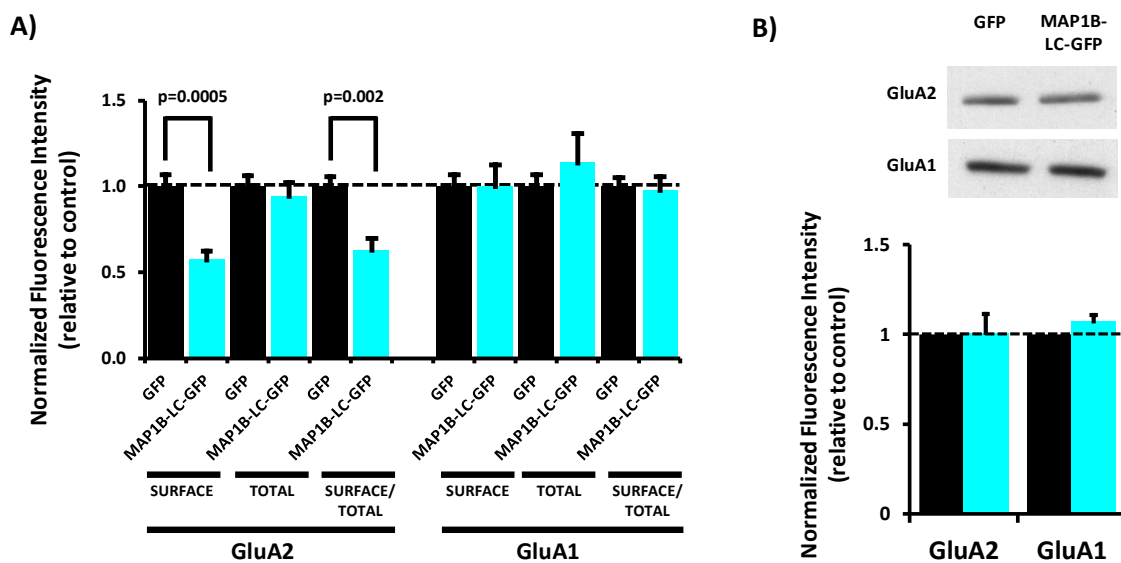 A)
Normalized Fluorescence Intensity
(relative to control)
1.5
1.0
0.5
0.0
p=0.0005
p=0.002
GFP
MAP1B-LC-GFP
GFP
MAP1B-LC-GFP
GFP
MAP1B-LC-GFP
GFP
MAP1B-LC-GFP
GFP
MAP1B-LC-GFP
GFP
MAP1B-LC-GFP
SURFACE
TOTAL
SURFACE/
TOTAL
SURFACE
TOTAL
SURFACE/
TOTAL
GluA2
GluA1
B)
GFP
MAP1B-
LC-GFP
GluA2
GluA1
Normalized Fluorescence Intensity
(relative to control)
1.5
1
0.5
0
GluA2
GluA1